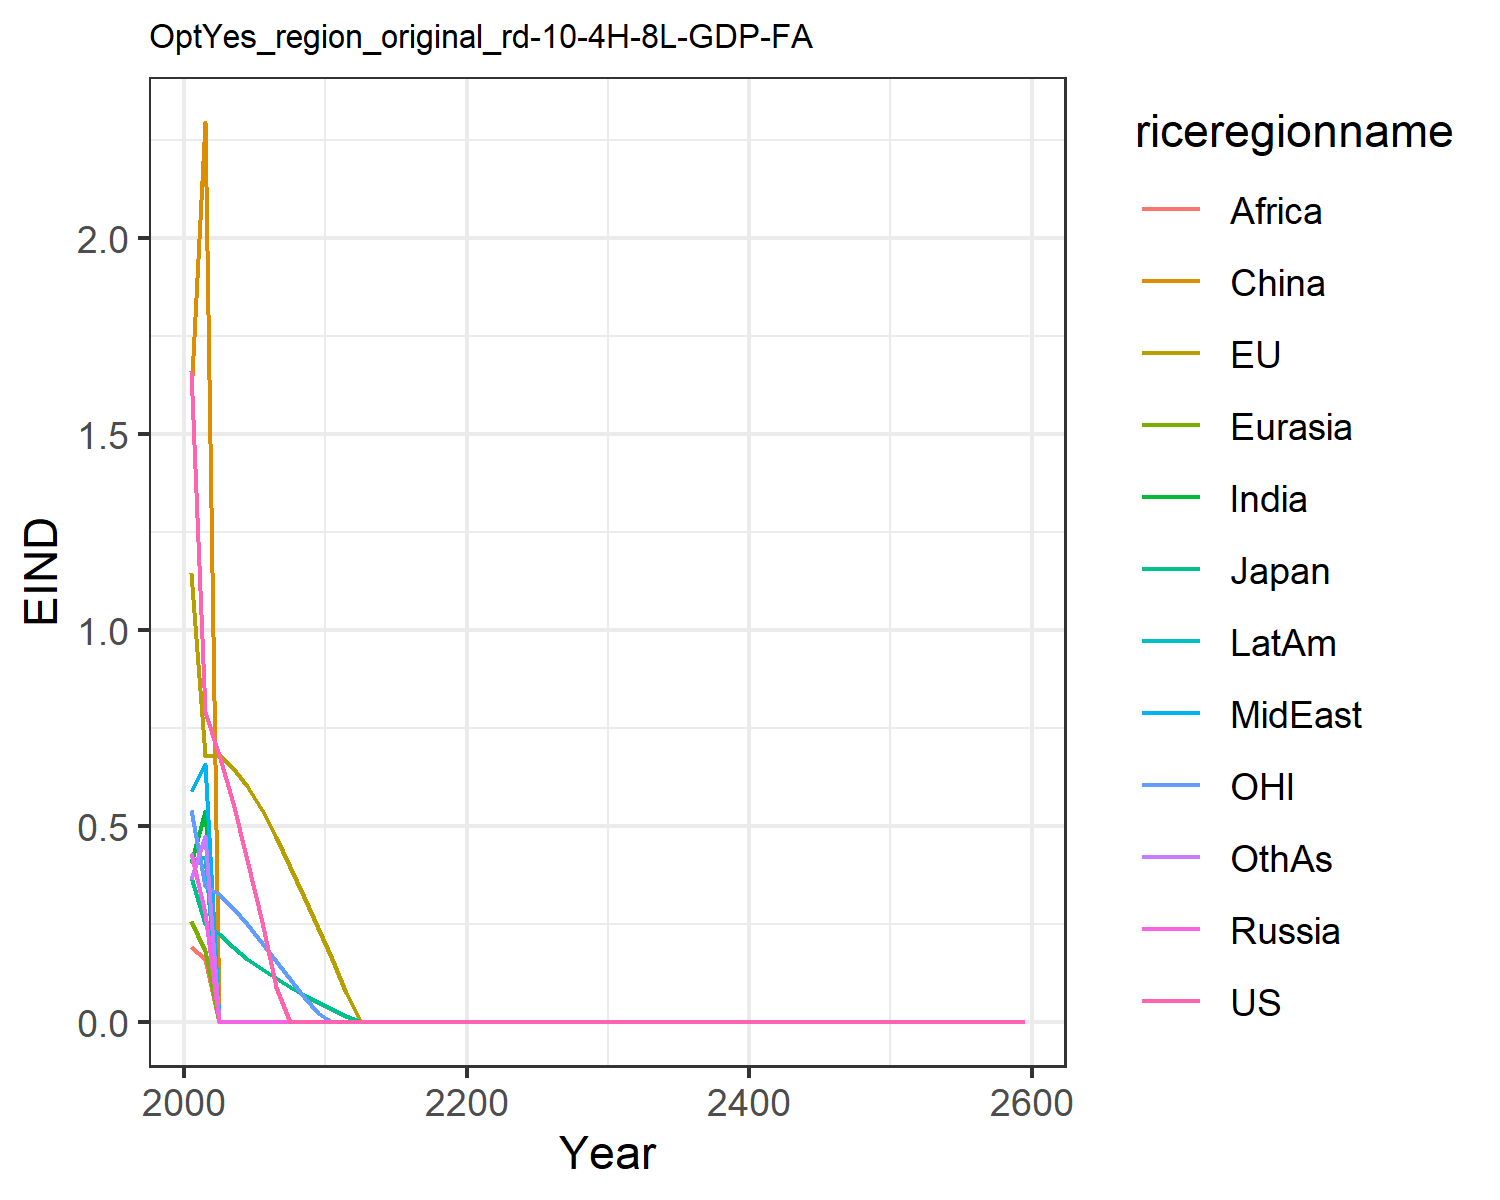 OptYes_region_original_rd-10-4H-8L-GDP-FA
riceregionname
Africa
China
EU
Eurasia
India
Japan
LatAm
MidEast
OHI
OthAs
Russia
US
EIND
2.0
1.5
1.0
0.5
0.0
2000 2200 2400 2600
Year